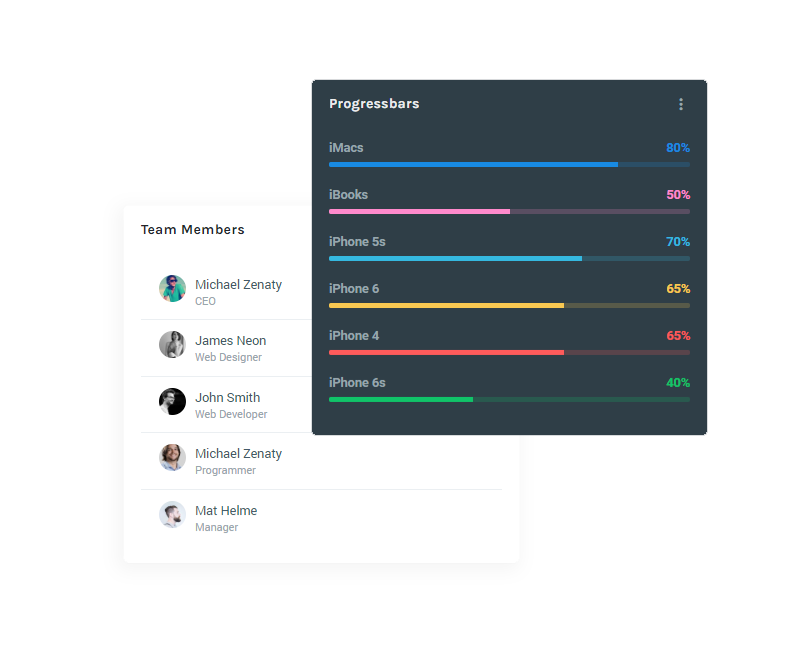 Progressbars
iMacs 80%
iBooks 50%
iPhone 5s 70%
iPhone 6 65%
iPhone 4 65%
iPhone 6s 40%
Team Members
Michael Zenaty
CEO
James Neon
Web Designer
John Smith
Web Developer
Michael Zenaty
Programmer
Mat Helme
Manager